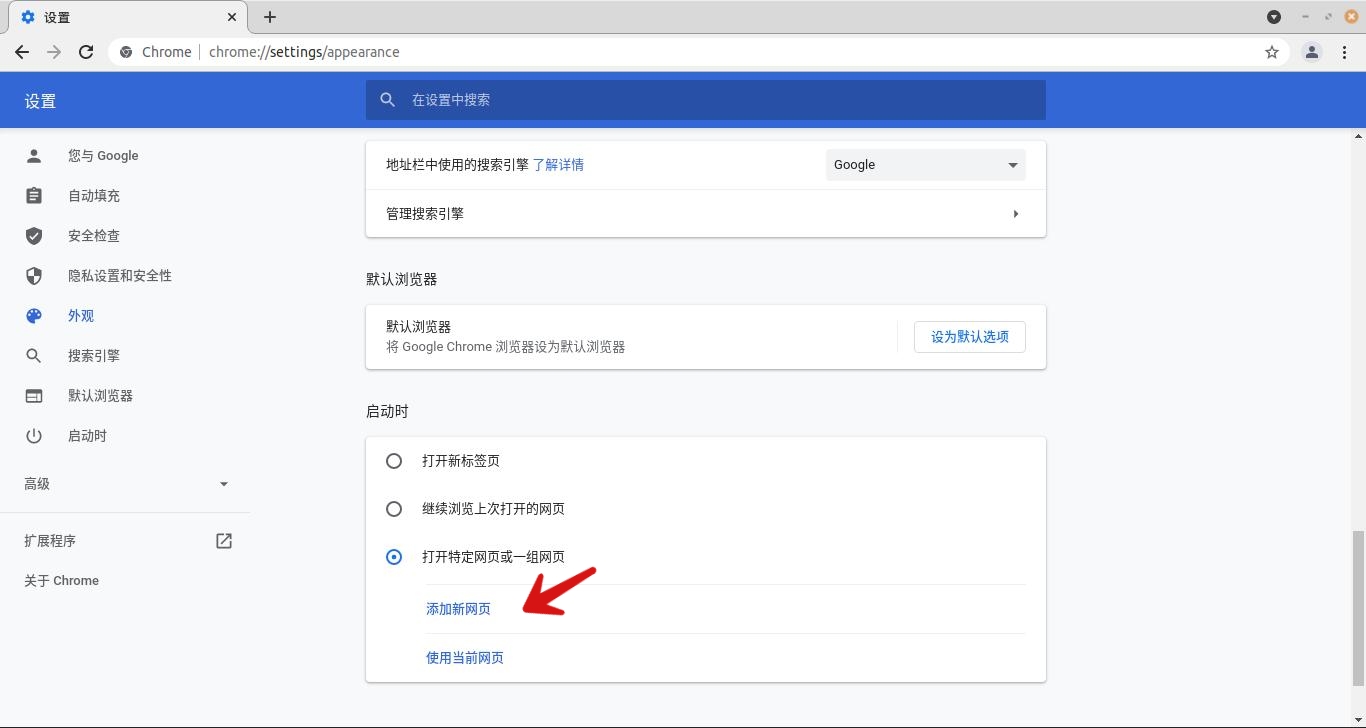 设置
Chrome
chrome://settings/appearance
设置
在设置中搜索
您与 Google
自动填充
安全检查
隐私设置和安全性
外观
搜索引擎
默认浏览器
启动时
高级
扩展程序
关于 Chrome
地址栏中使用的搜索引擎 了解详情
Google
管理搜索引擎
默认浏览器
默认浏览器
将 Google Chrome 浏览器设为默认浏览器
设为默认选项
启动时
打开新标签页
继续浏览上次打开的网页
打开特定网页或一组网页
添加新网页
使用当前网页